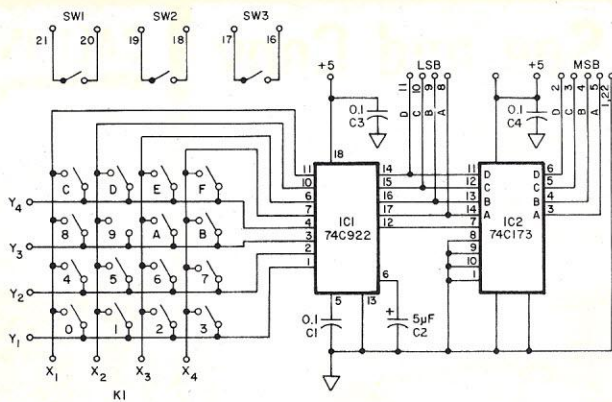 SW1 SW2 SW3
21 20 19 18 17 16
+5 LSB +5 MSB
11 10 9 8 2 3 4 5 1,22
D C B A D C B A
0.1 C3 0.1 C4
18
11 14 11 D D 6
10 15 12 C C 5
6 16 13 B B 4
7 17 14 A A 3
4 12 7
3 8
2 9
1 10
1
IC1
74C922
IC2
74C173
5 13 6
0.1 C1
+ 5µF C2
Y4 C D E F
Y3 8 9 A B
Y2 4 5 6 7
Y1 0 1 2 3
X1 X2 X3 X4
K1